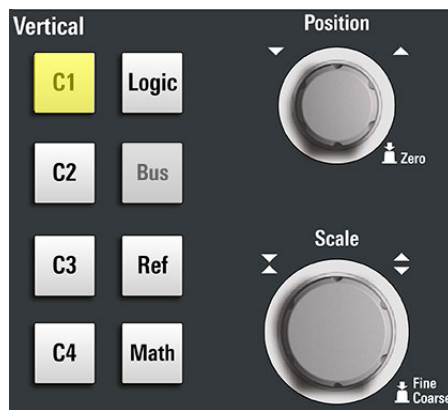 Vertical
Position
C1
Logic
Zero
C2
Bus
Scale
C3
Ref
C4
Math
Fine
Coarse